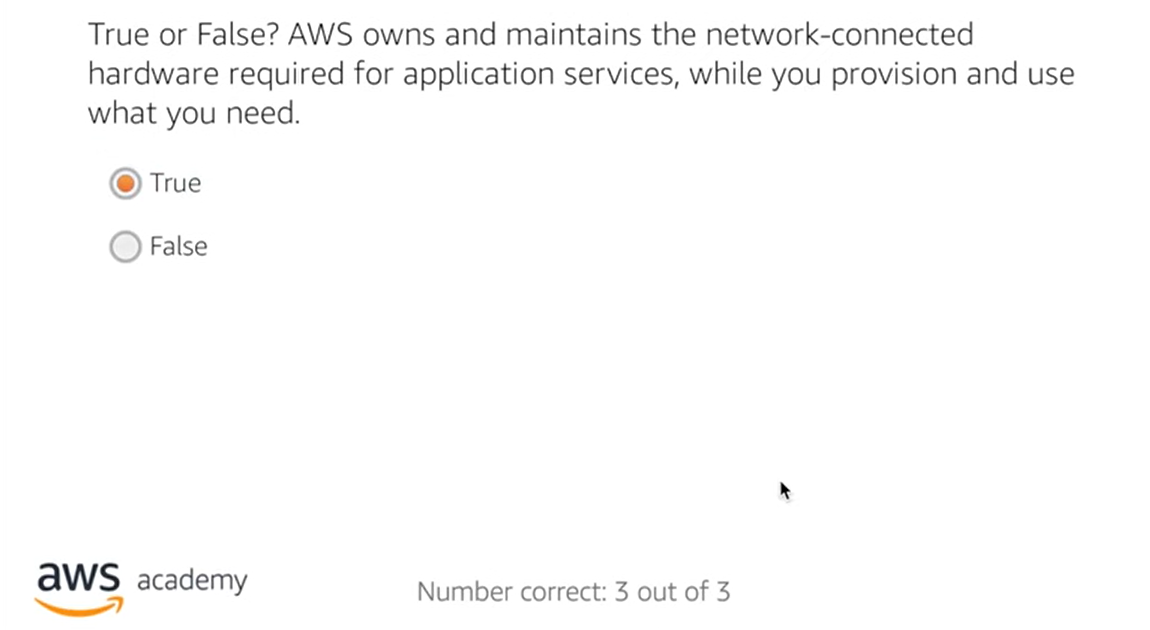 True or False? AWS owns and maintains the network-connected
hardware required for application services, while you provision and use
what you need.
True
False
aws academy
Number correct: 3 out of 3